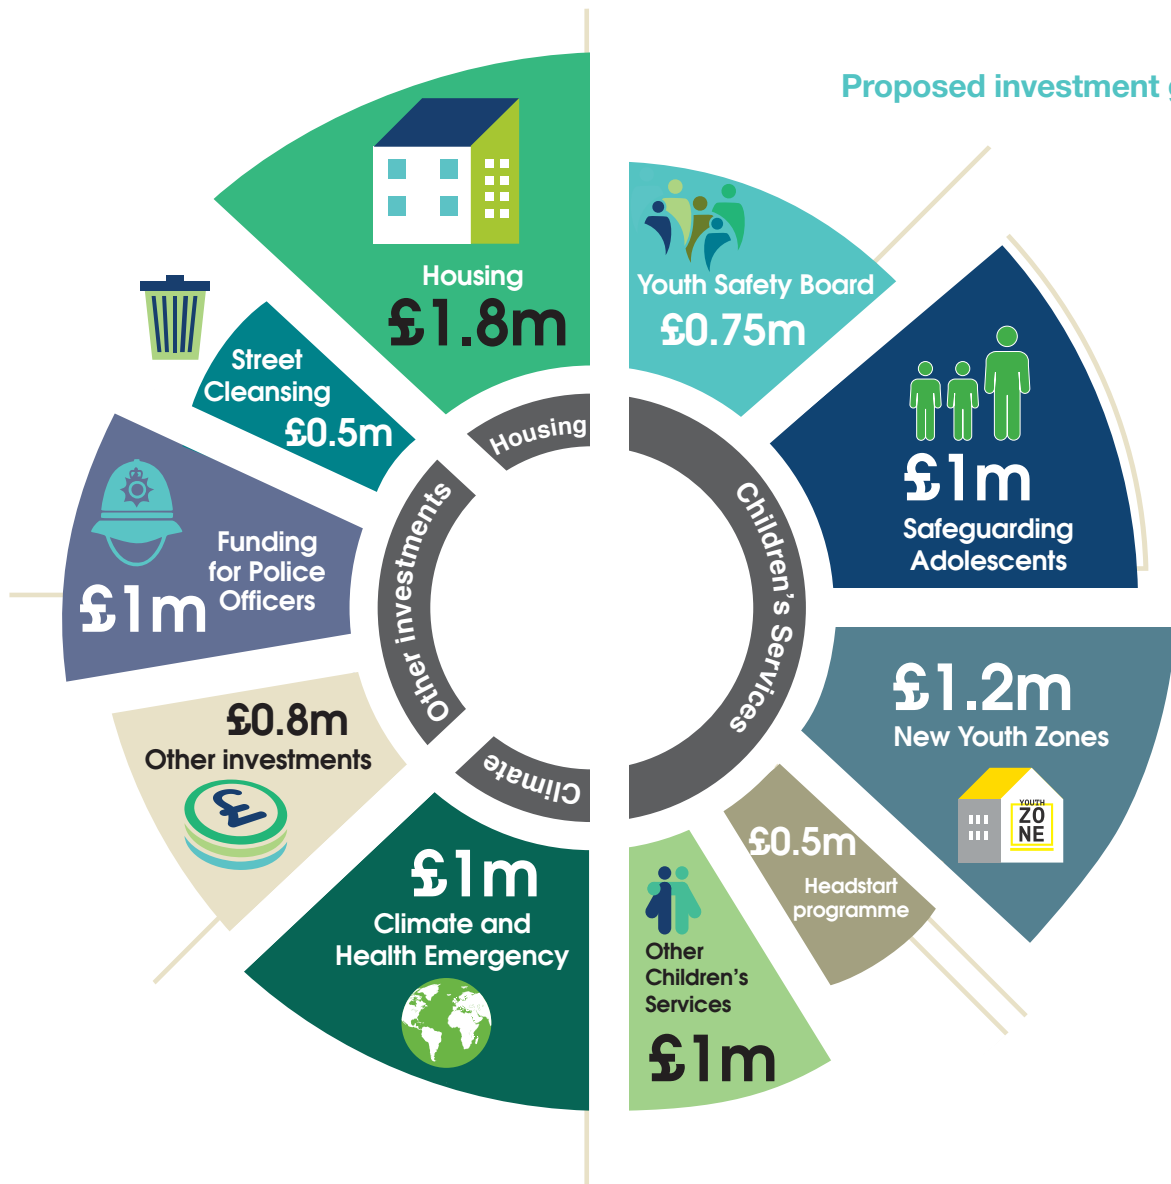 Proposed investment g
Housing
£1.8m
Youth Safety Board
£0.75m
£1m
Safeguarding
Adolescents
£1.2m
New Youth Zones
YOUTH
ZO
NE
£0.5m
Headstart
programme
Other
Children's
Services
£1m
£1m
Climate and
Health Emergency
£0.8m
Other investments
£
Funding
for Police
Officers
£1m
Street
Cleansing
£0.5m
Housing
Children's Services
Climate
Other investments